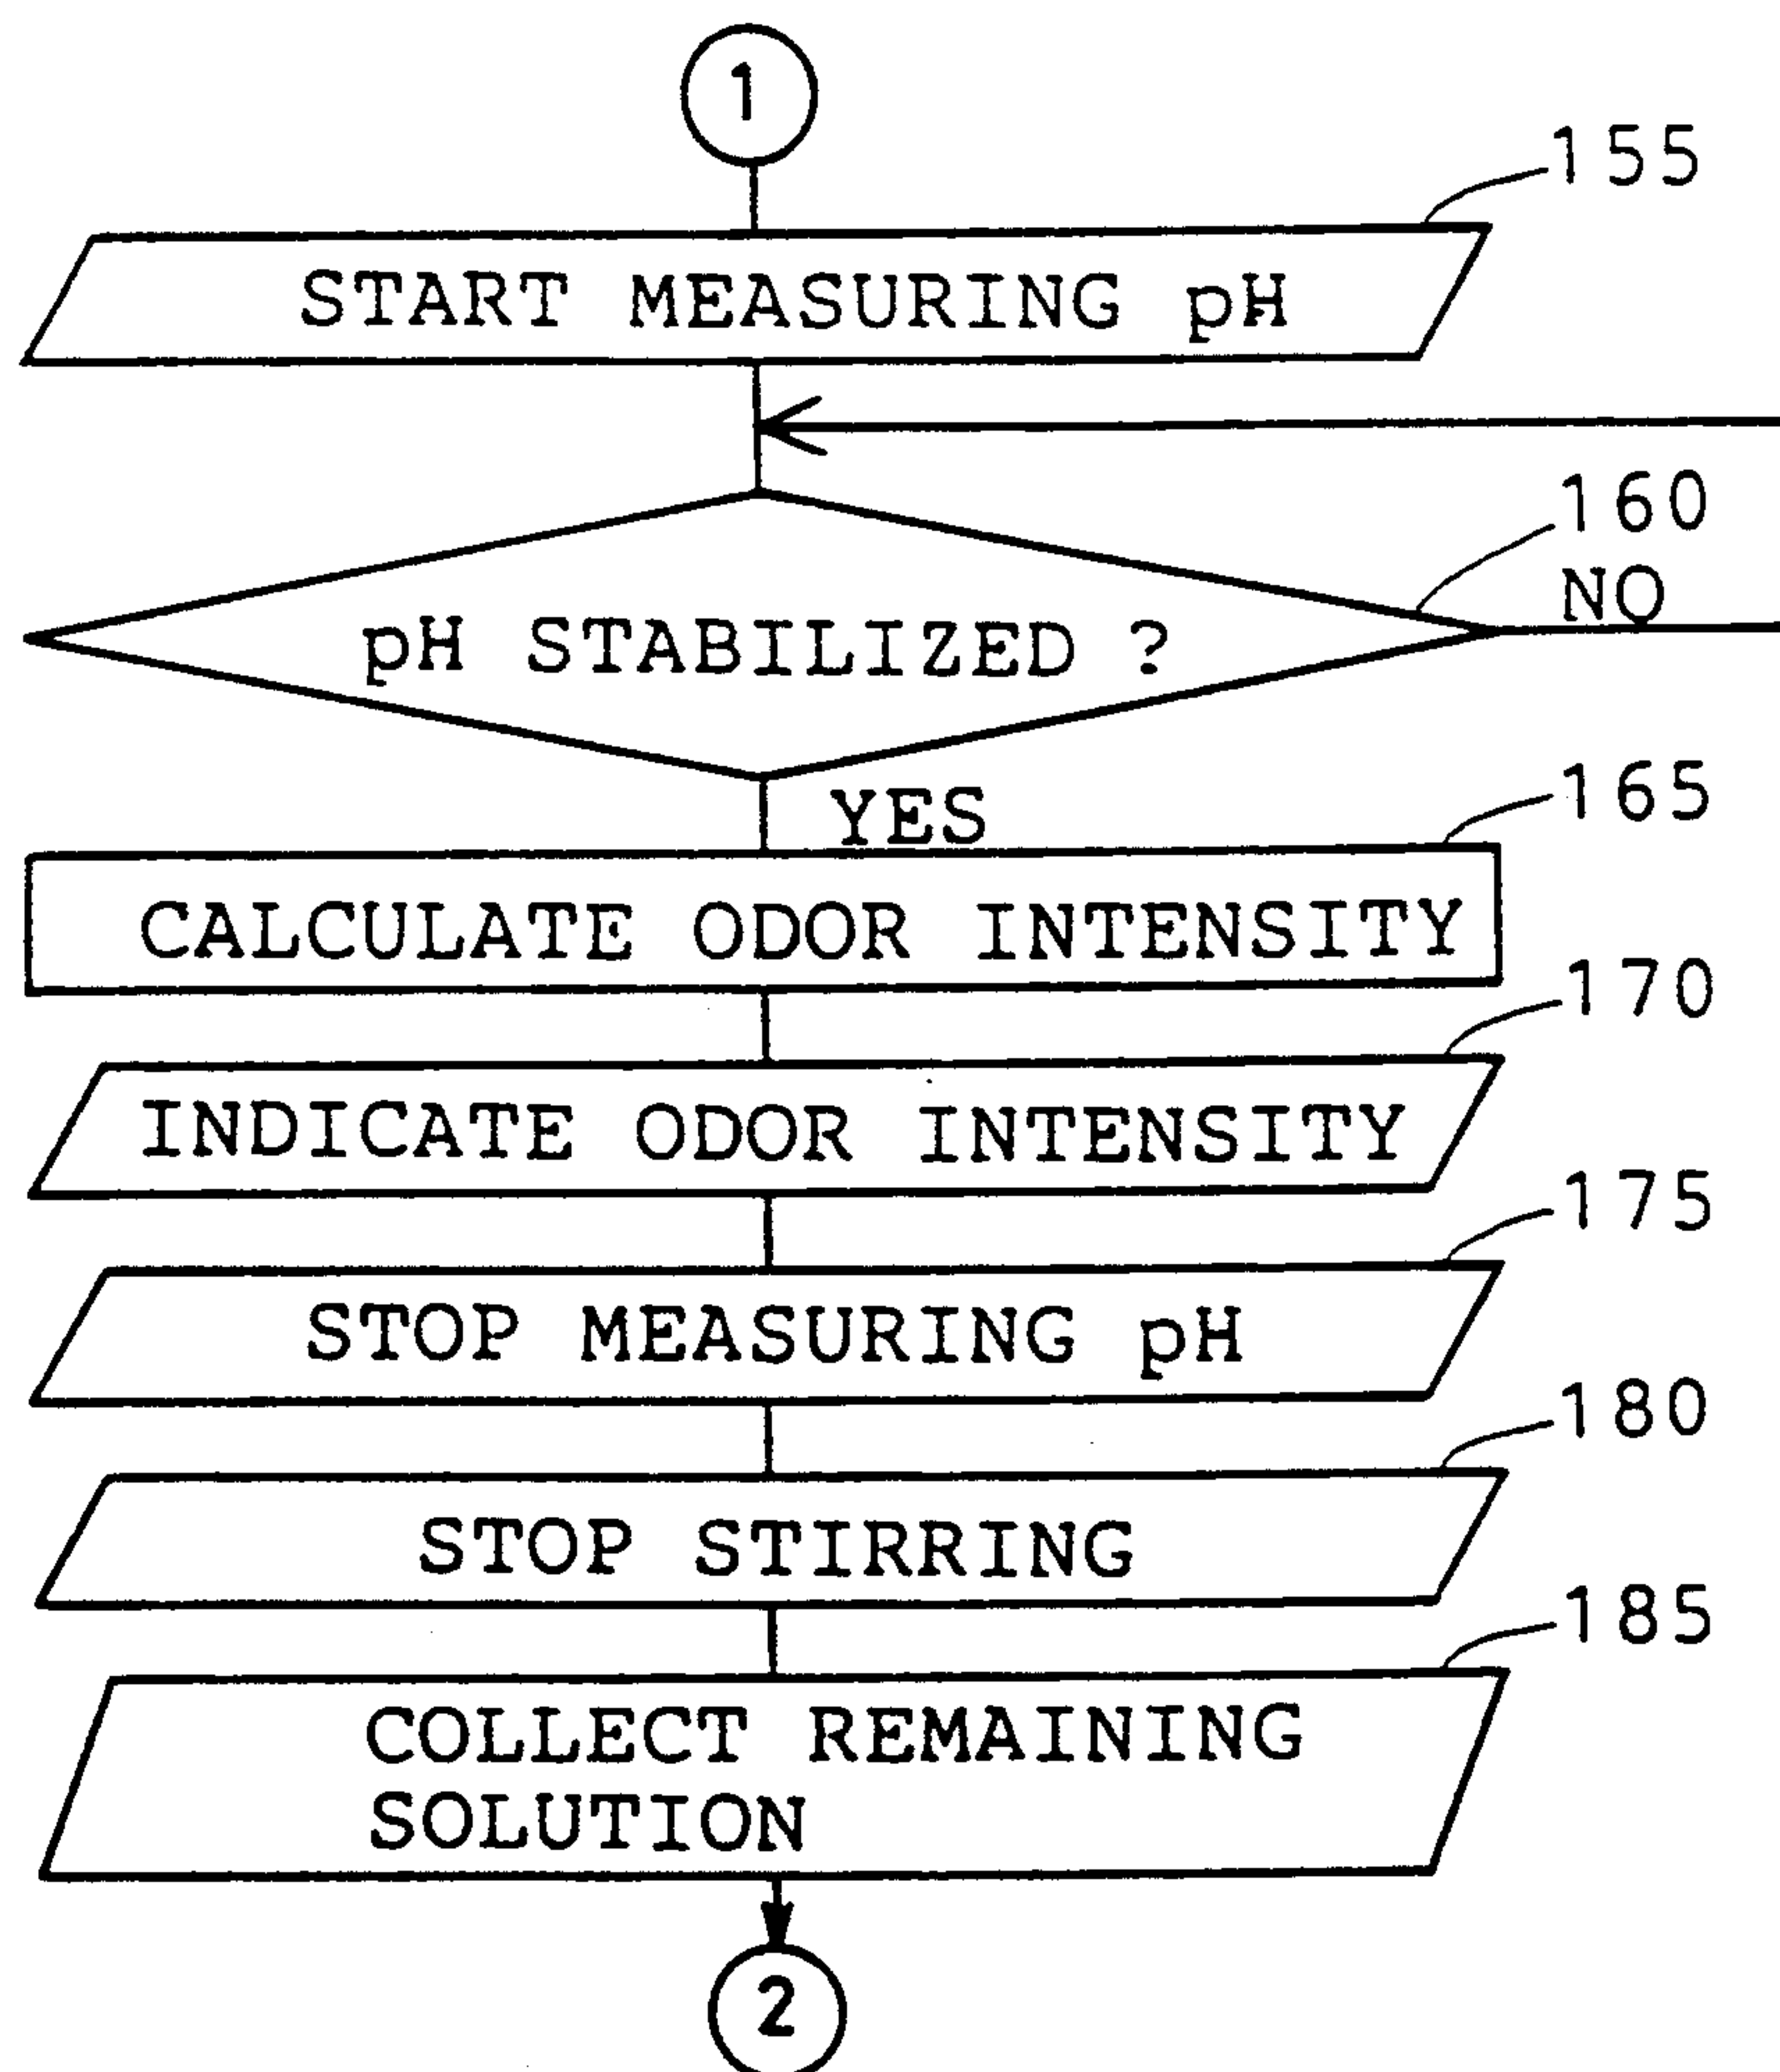 1
155
START MEASURING pH
160
NO
pH STABILIZED ?
YES
165
CALCULATE ODOR INTENSITY
170
INDICATE ODOR INTENSITY
175
STOP MEASURING pH
180
STOP STIRRING
185
COLLECT REMAINING
SOLUTION
2